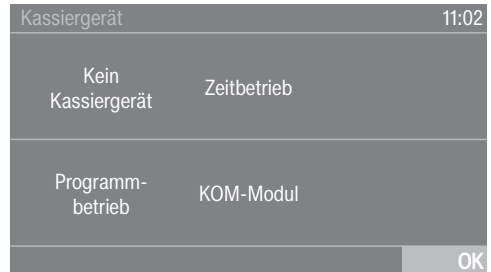 Kassiergerät 11:02
Kein
Kassiergerät
Zeitbetrieb
Programm-
betrieb
KOM-Modul
OK